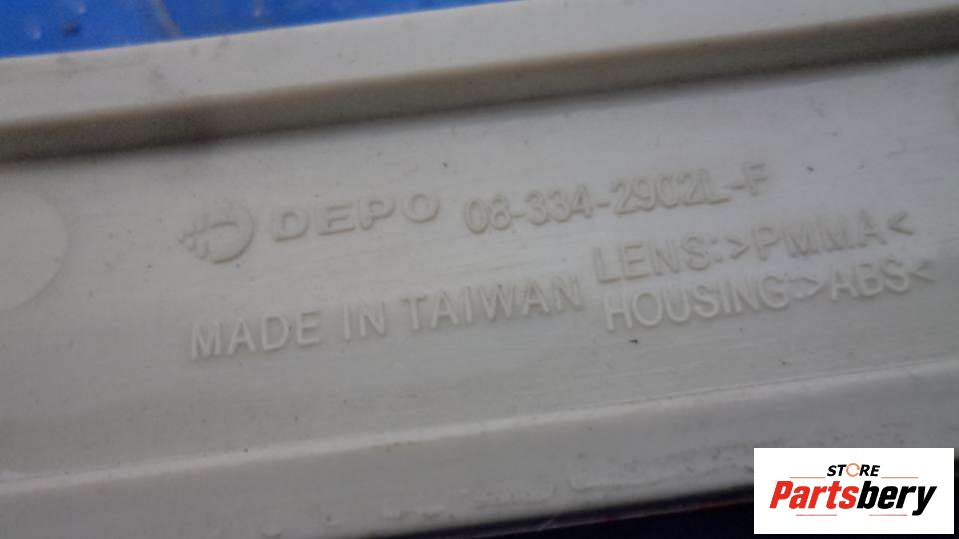 DEPO 08-334-2902L-F
MADE IN TAIWAN
LENS:>PMMA<
HOUSING:>ABS<
STORE
Partsbery